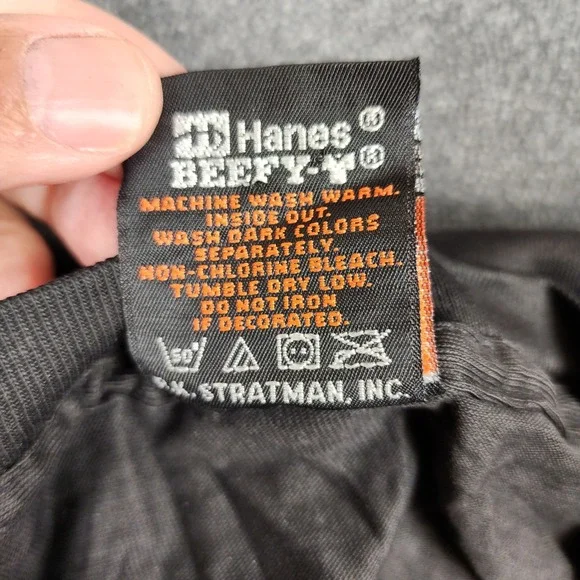 Hanes®
BEEFY-T®
MACHINE WASH WARM.
INSIDE OUT.
WASH DARK COLORS
SEPARATELY.
NON-CHLORINE BLEACH.
TUMBLE DRY LOW.
DO NOT IRON
IF DECORATED.
50°
STRATMAN, INC.